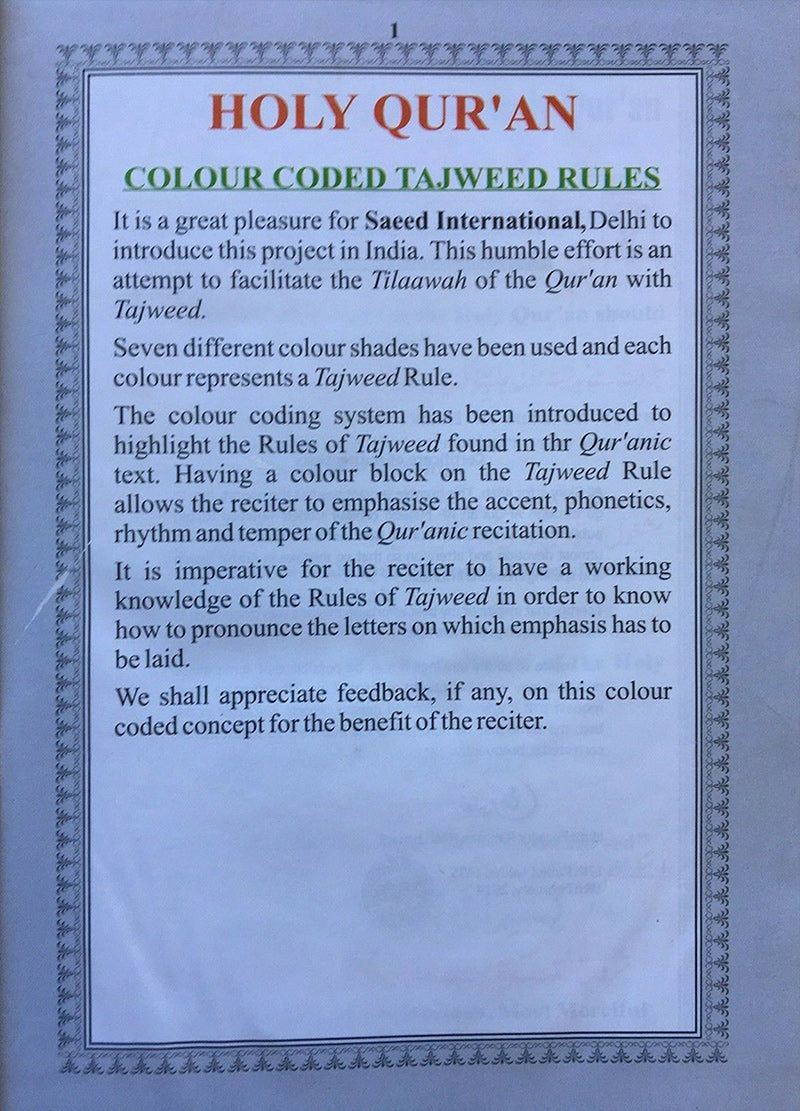 1
HOLY QUR'AN
COLOUR CODED TAJWEED RULES
It is a great pleasure for Saeed International, Delhi to
introduce this project in India. This humble effort is an
attempt to facilitate the Tilaawah of the Qur'an with
Tajweed.
Seven different colour shades have been used and each
colour represents a Tajweed Rule.
The colour coding system has been introduced to
highlight the Rules of Tajweed found in thr Qur'anic
text. Having a colour block on the Tajweed Rule
allows the reciter to emphasise the accent, phonetics,
rhythm and temper of the Qur'anic recitation.
It is imperative for the reciter to have a working
knowledge of the Rules of Tajweed in order to know
how to pronounce the letters on which emphasis has to
be laid.
We shall appreciate feedback, if any, on this colour
coded concept for the benefit of the reciter.